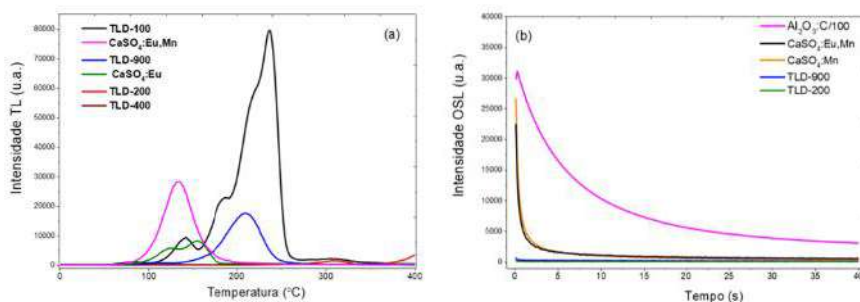 (a)
TLD-100
CaSO₄:Eu,Mn
TLD-900
CaSO₄:Eu
TLD-200
TLD-400
Intensidade TL (u.a.)
80000
70000
60000
50000
40000
30000
20000
10000
0
0 100 200 300 400
Temperatura (°C)
(b)
Al₂O₃:C/100
CaSO₄:Eu,Mn
CaSO₄:Mn
TLD-900
TLD-200
Intensidade OSL (u.a.)
40000
35000
30000
25000
20000
15000
10000
5000
0
0 5 10 15 20 25 30 35 40
Tempo (s)